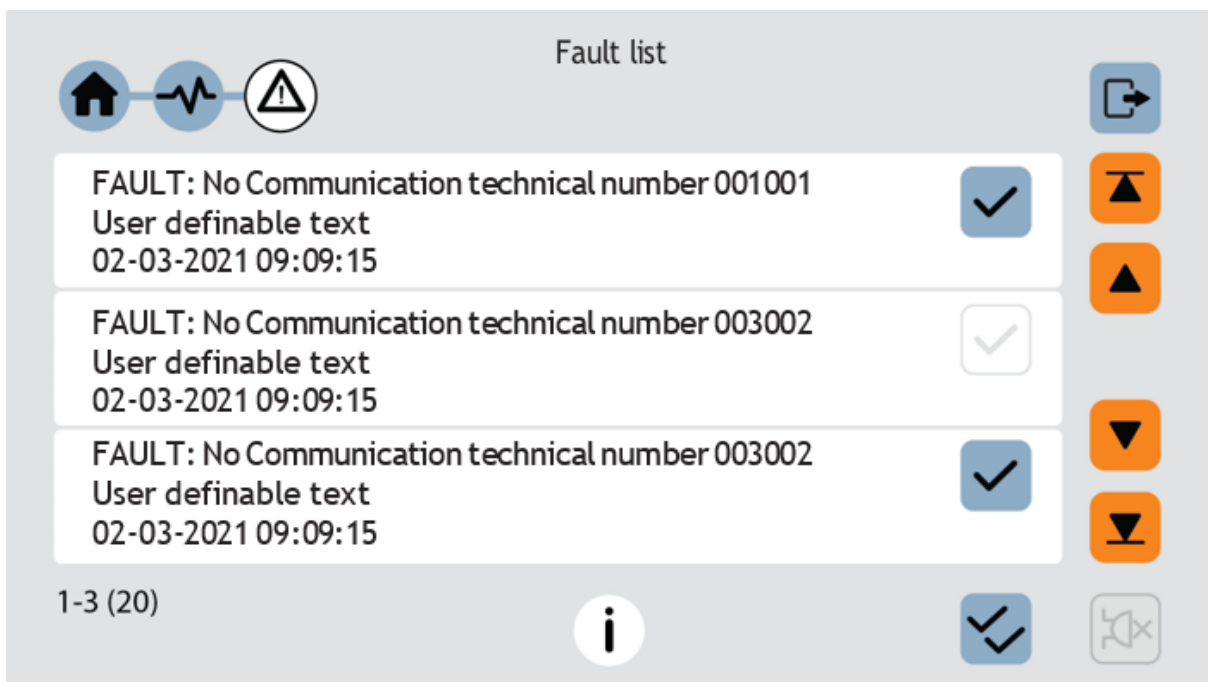 Fault list
FAULT: No Communication technical number 001001
User definable text
02-03-2021 09:09:15
FAULT: No Communication technical number 003002
User definable text
02-03-2021 09:09:15
FAULT: No Communication technical number 003002
User definable text
02-03-2021 09:09:15
1-3 (20)
i